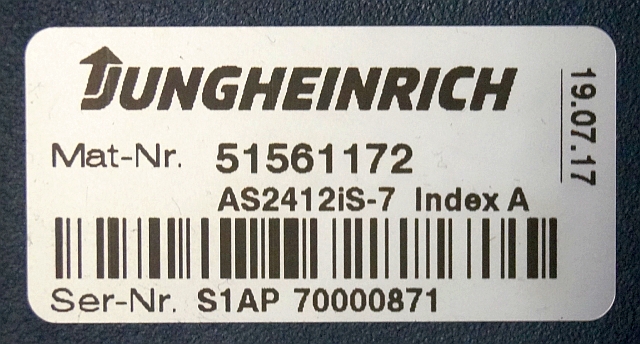 JUNGHEINRICH
19.07.17
Mat-Nr. 51561172
AS2412iS-7 Index A
Ser-Nr. S1AP 70000871